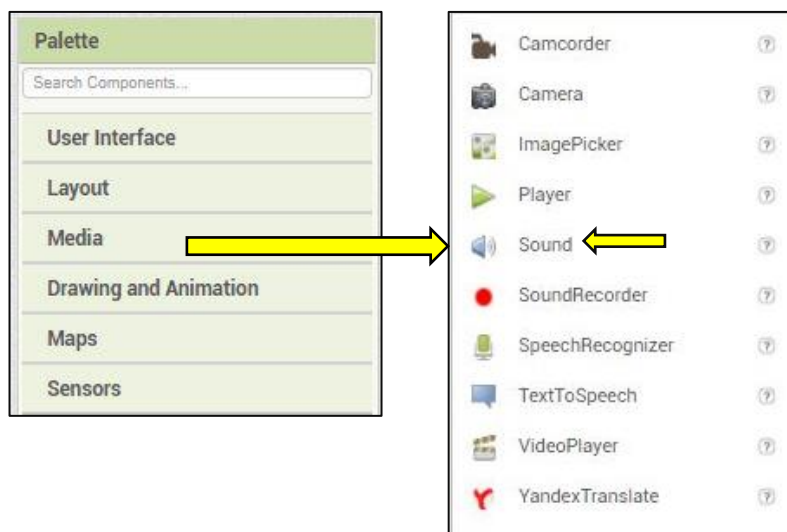 Palette
Search Components...
User Interface
Layout
Media
Drawing and Animation
Maps
Sensors
Camcorder
?
Camera
?
ImagePicker
?
Player
?
Sound
?
SoundRecorder
?
SpeechRecognizer
?
TextToSpeech
?
VideoPlayer
?
YandexTranslate
?